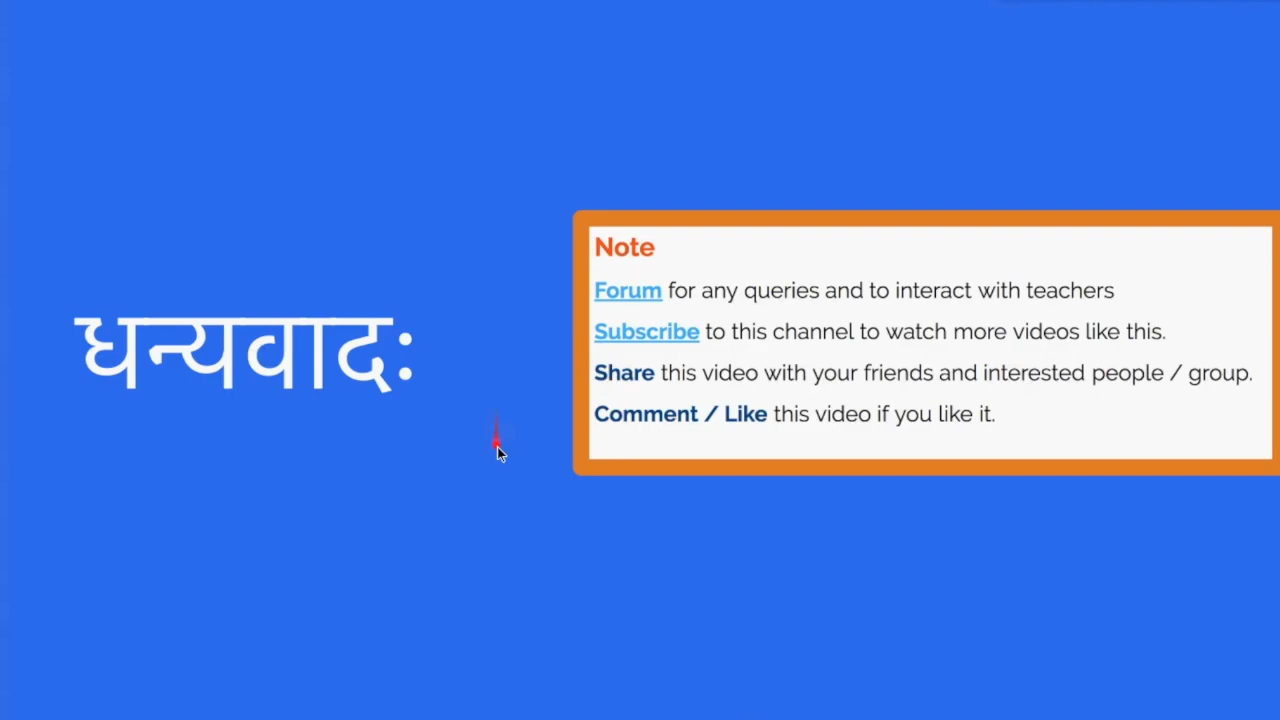 धन्यवादः
Note
Forum for any queries and to interact with teachers
Subscribe to this channel to watch more videos like this.
Share this video with your friends and interested people / group.
Comment / Like this video if you like it.